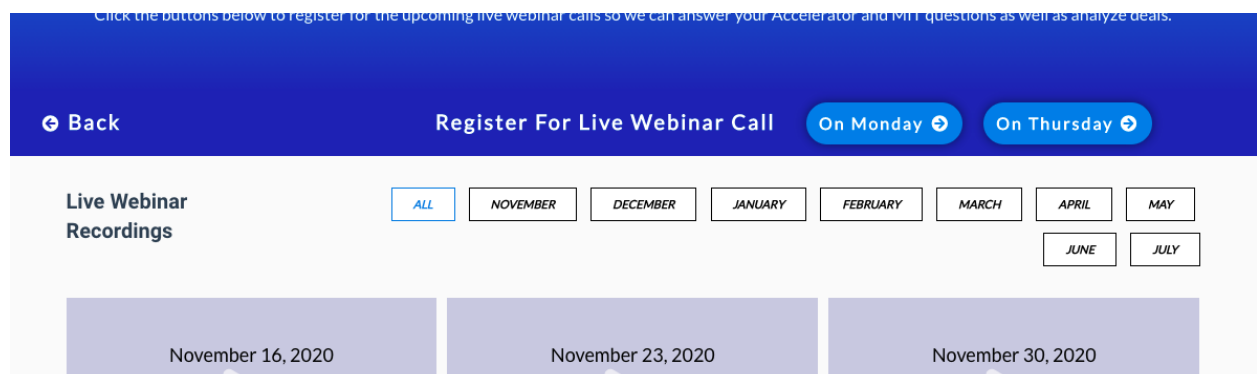 Click the buttons below to register for the upcoming live webinar calls so we can answer your Accelerator and MIT questions as well as analyze deals.
Back
Register For Live Webinar Call
On Monday
On Thursday
Live Webinar
Recordings
ALL
NOVEMBER
DECEMBER
JANUARY
FEBRUARY
MARCH
APRIL
MAY
JUNE
JULY
November 16, 2020
November 23, 2020
November 30, 2020